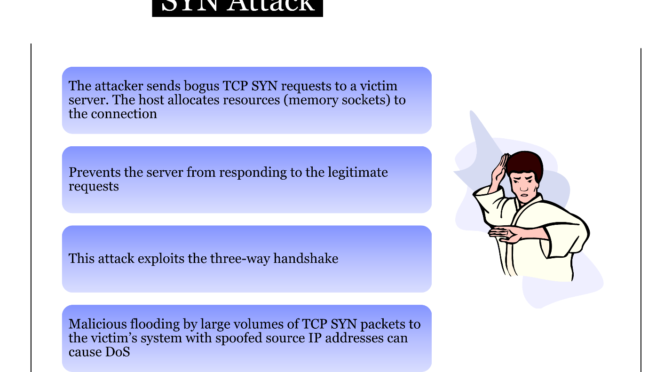 SYN Attack
The attacker sends bogus TCP SYN requests to a victim
server. The host allocates resources (memory sockets) to
the connection
Prevents the server from responding to the legitimate
requests
This attack exploits the three-way handshake
Malicious flooding by large volumes of TCP SYN packets to
the victim's system with spoofed source IP addresses can
cause DoS